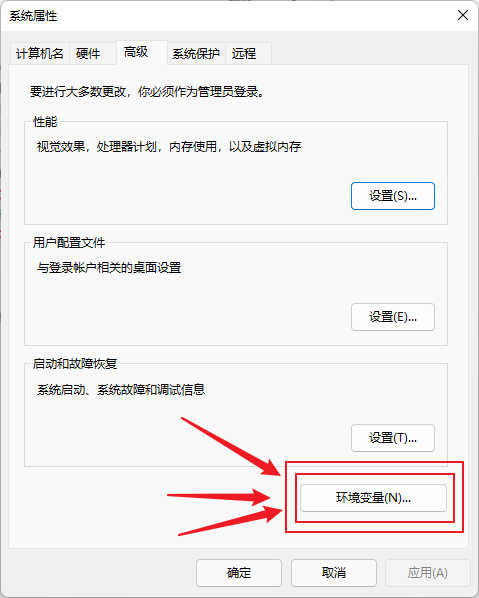 系统属性
计算机名 硬件 高级 系统保护 远程
要进行大多数更改，你必须作为管理员登录。
性能
视觉效果，处理器计划，内存使用，以及虚拟内存
设置(S)...
用户配置文件
与登录帐户相关的桌面设置
设置(E)...
启动和故障恢复
系统启动、系统故障和调试信息
设置(T)...
环境变量(N)...
确定 取消 应用(A)